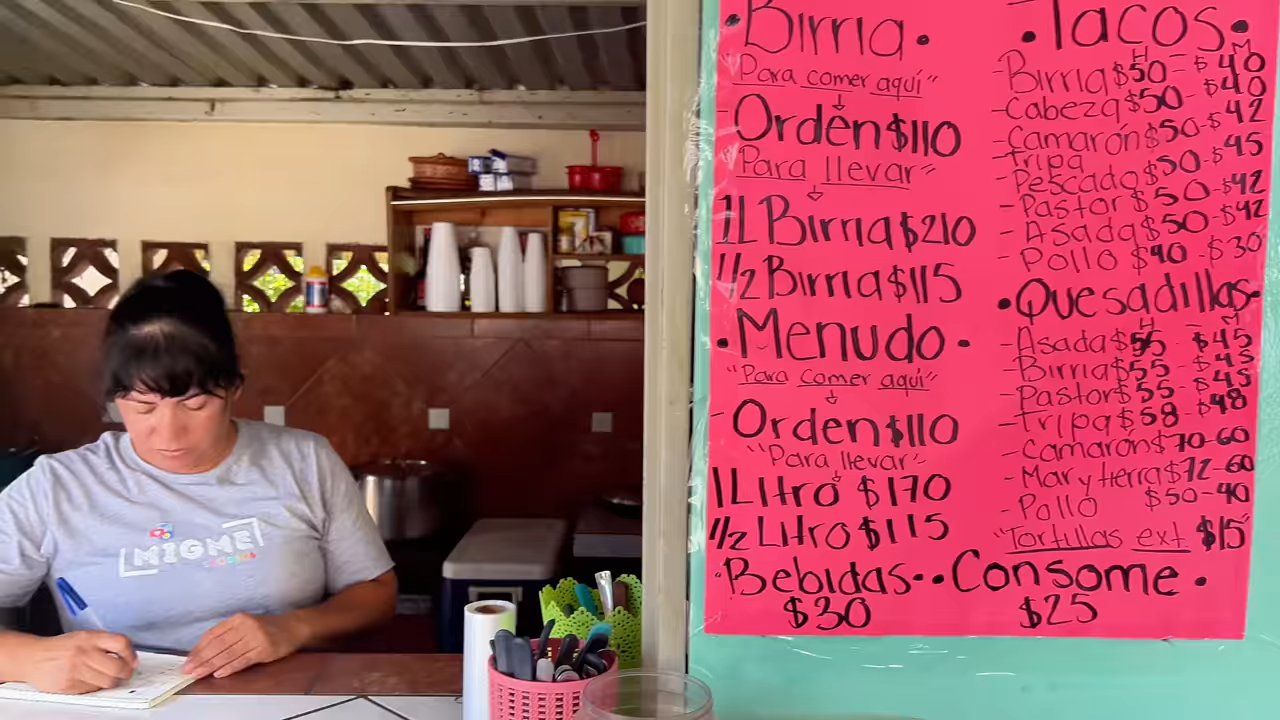 MIGME
•Birria•
"Para comer aquí"
-Orden $110
"Para llevar"
1L Birria $210
1/2 Birria $115
•Menudo•
"Para comer aquí"
-Orden $110
"Para llevar"
1 Litro $170
1/2 Litro $115
•Bebidas•
$30
•Tacos•
H M
-Birria $50 - $40
-Cabeza $50 - $40
-Camarón $50 - $42
-Tripa $50 - $45
-Pescado
-Pastor $50 - $42
-Asada $50 - $42
-Pollo $40 - $30
•Quesadillas•
H - M
-Asada $55 $45
-Birria $55 - $45
-Pastor $55 - $45
-Tripa $58 - $48
-Camarón $70-60
-Mar y tierra $72-60
-Pollo $50-40
"Tortillas ext. $15"
•Consome•
$25